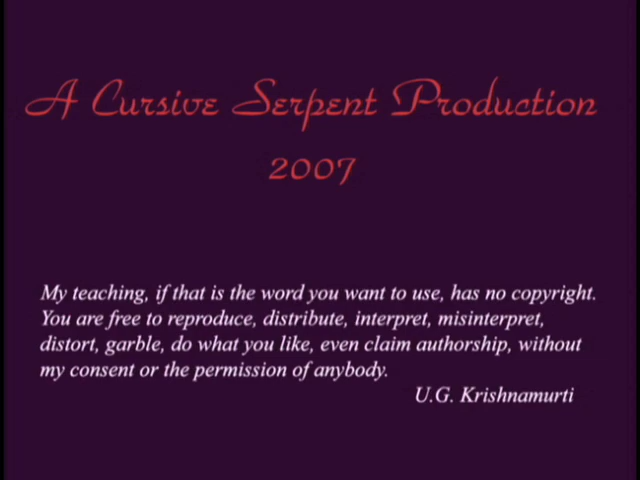 A Cursive Serpent Production
2007
My teaching, if that is the word you want to use, has no copyright.
You are free to reproduce, distribute, interpret, misinterpret,
distort, garble, do what you like, even claim authorship, without
my consent or the permission of anybody.
U.G. Krishnamurti